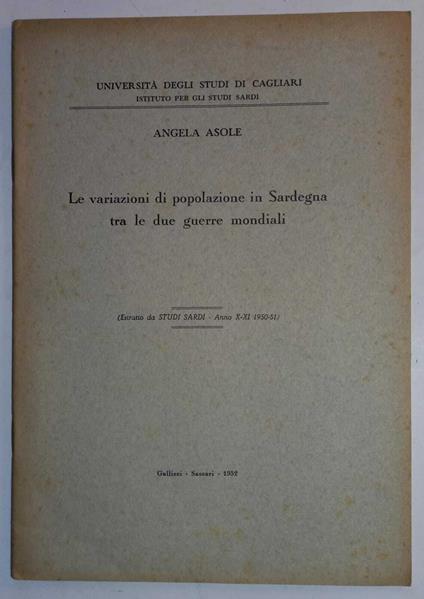 UNIVERSITÀ DEGLI STUDI DI CAGLIARI
ISTITUTO PER GLI STUDI SARDI
ANGELA ASOLE
Le variazioni di popolazione in Sardegna
tra le due guerre mondiali
(Estratto da STUDI SARDI - Anno X-XI 1950-51)
Gallizzi - Sassari - 1952